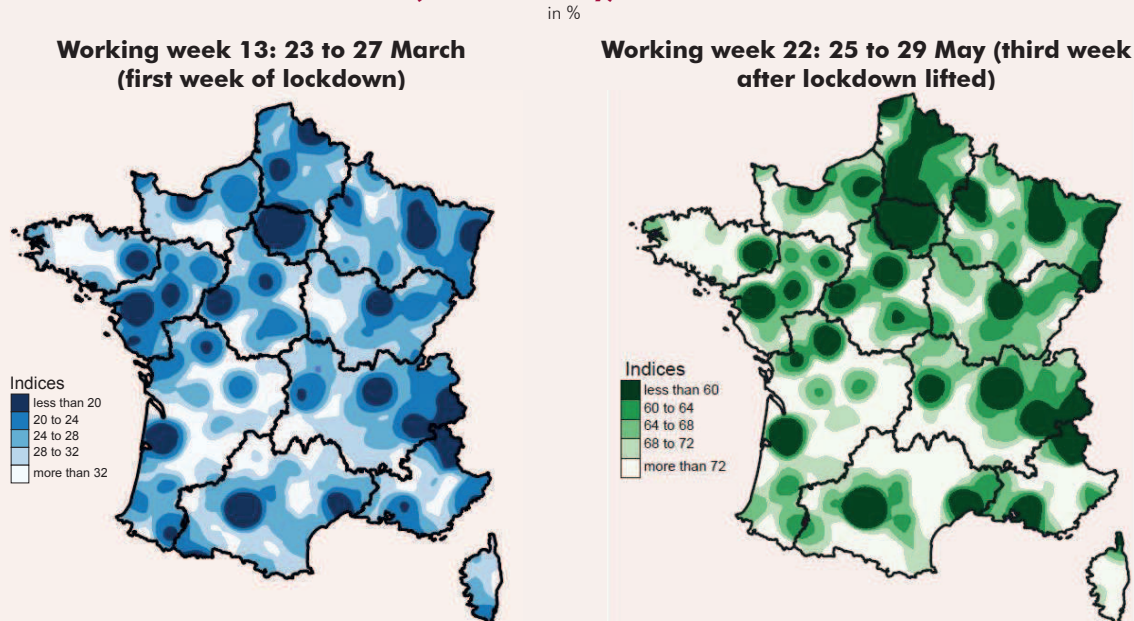 in %
Working week 13: 23 to 27 March
(first week of lockdown)
Working week 22: 25 to 29 May (third week
after lockdown lifted)
Indices
less than 20
20 to 24
24 to 28
28 to 32
more than 32
Indices
less than 60
60 to 64
64 to 68
68 to 72
more than 72